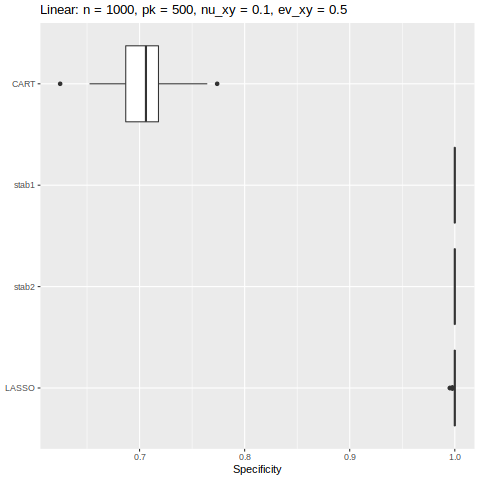 Linear: n = 1000, pk = 500, nu_xy = 0.1, ev_xy = 0.5
CART
stab1
stab2
LASSO
0.7 0.8 0.9 1.0
Specificity